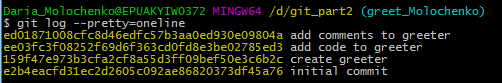 Daria_Molochenko@EPUAKYIW0372 MINGW64 /d/git_part2 (greet_Molochenko)
$ git log --pretty=oneline
ed01871008cfc8d46edfc57b3aa0ed930e09804a add comments to greeter
ee03fc3f08252f69d6f363cd0fd8e3be02785ed3 add code to greeter
159f47e973b3cfa2cf8a55d3ff09bef50e3c6b2c create greeter
e2b4eacfd31ec2d2605c092ae86820373df45a76 initial commit